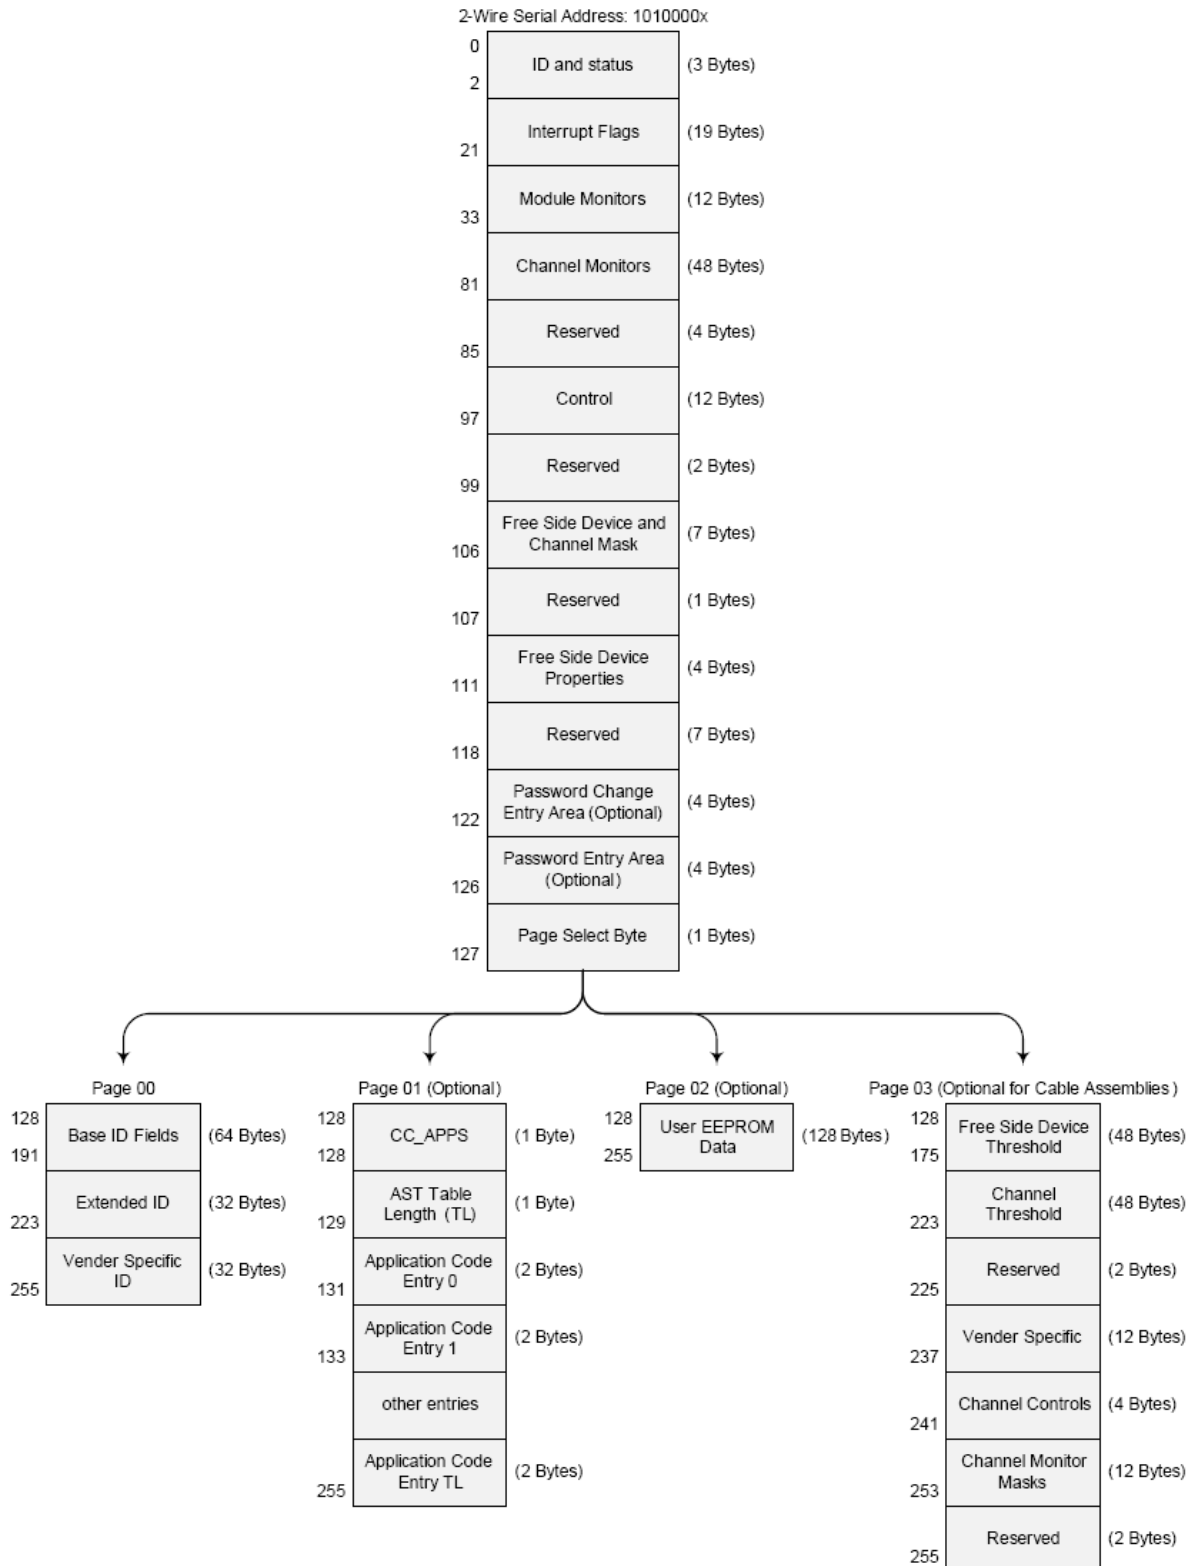 2-Wire Serial Address: 1010000x
0
ID and status
(3 Bytes)
2
Interrupt Flags
(19 Bytes)
21
Module Monitors
(12 Bytes)
33
Channel Monitors
(48 Bytes)
81
Reserved
(4 Bytes)
85
Control
(12 Bytes)
97
Reserved
(2 Bytes)
99
Free Side Device and
Channel Mask
(7 Bytes)
106
Reserved
(1 Bytes)
107
Free Side Device
Properties
(4 Bytes)
111
Reserved
(7 Bytes)
118
Password Change
Entry Area (Optional)
(4 Bytes)
122
Password Entry Area
(Optional)
(4 Bytes)
126
Page Select Byte
(1 Bytes)
127
Page 00
128
Base ID Fields
(64 Bytes)
191
Extended ID
(32 Bytes)
223
Vender Specific
ID
(32 Bytes)
255
Page 01 (Optional)
128
CC_APPS
(1 Byte)
128
AST Table
Length (TL)
(1 Byte)
129
Application Code
Entry 0
(2 Bytes)
131
Application Code
Entry 1
(2 Bytes)
133
other entries
Application Code
Entry TL
(2 Bytes)
255
Page 02 (Optional)
128
User EEPROM
Data
(128 Bytes)
255
Page 03 (Optional for Cable Assemblies)
128
Free Side Device
Threshold
(48 Bytes)
175
Channel
Threshold
(48 Bytes)
223
Reserved
(2 Bytes)
225
Vender Specific
(12 Bytes)
237
Channel Controls
(4 Bytes)
241
Channel Monitor
Masks
(12 Bytes)
253
Reserved
(2 Bytes)
255